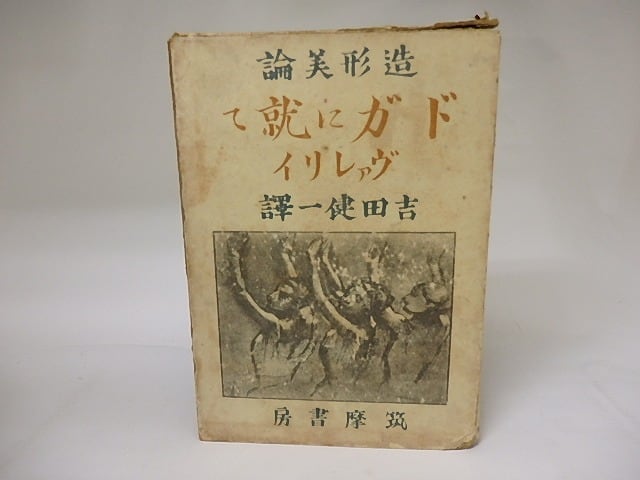 造形美論
ドガに就て
ヴァレリイ
吉田健一譯
筑摩書房